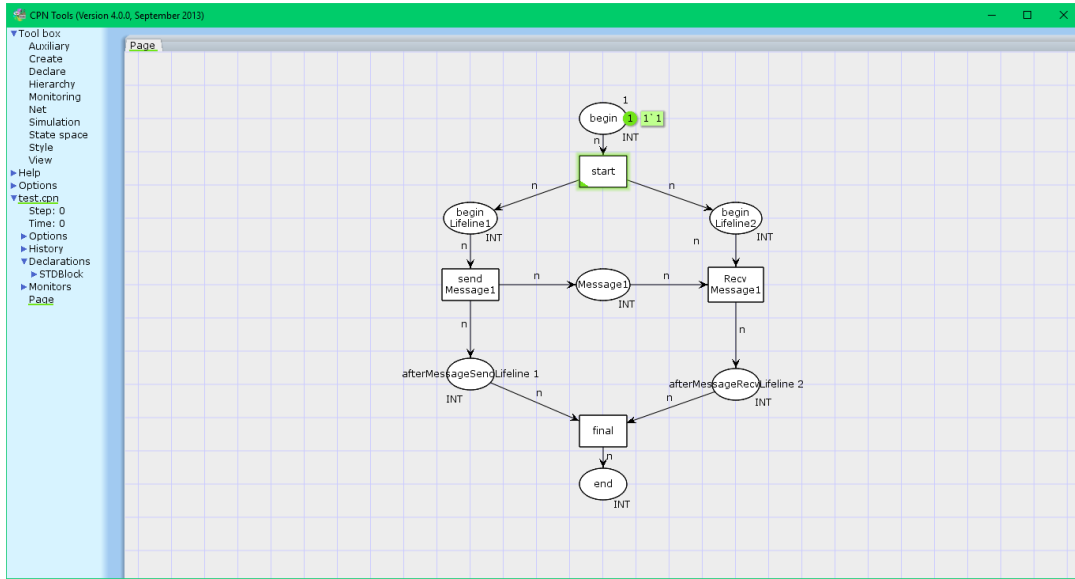 CPN Tools (Version 4.0.0, September 2013)
Tool box
Auxiliary
Create
Declare
Hierarchy
Monitoring
Net
Simulation
State space
Style
View
Help
Options
test.cpn
Step: 0
Time: 0
Options
History
Declarations
STDBlock
Monitors
Page
Page
1
begin
1
1`1
INT
n
start
n
n
begin
Lifeline1
INT
begin
Lifeline2
INT
n
n
send
Message1
n
Message1
INT
n
Recv
Message1
n
n
afterMessageSendLifeline 1
INT
n
afterMessageRecvLifeline 2
INT
n
final
n
end
INT